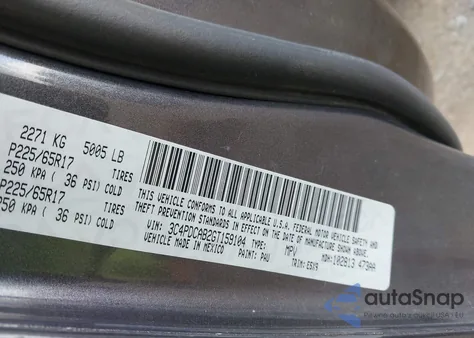 2271 KG 5005 LB
P225/65R17 TIRES
250 KPA ( 36 PSI) COLD
P225/65R17 TIRES
250 KPA ( 36 PSI) COLD
THIS VEHICLE CONFORMS TO ALL APPLICABLE U.S.A. FEDERAL MOTOR VEHICLE SAFETY AND
THEFT PREVENTION STANDARDS IN EFFECT ON THE DATE OF MANUFACTURE SHOWN ABOVE.
VIN: 3C4PDCAB2GT159104 TYPE: MPV MDH:
MADE IN MEXICO PAINT: PAU TRIM: E5X9
autoSnap